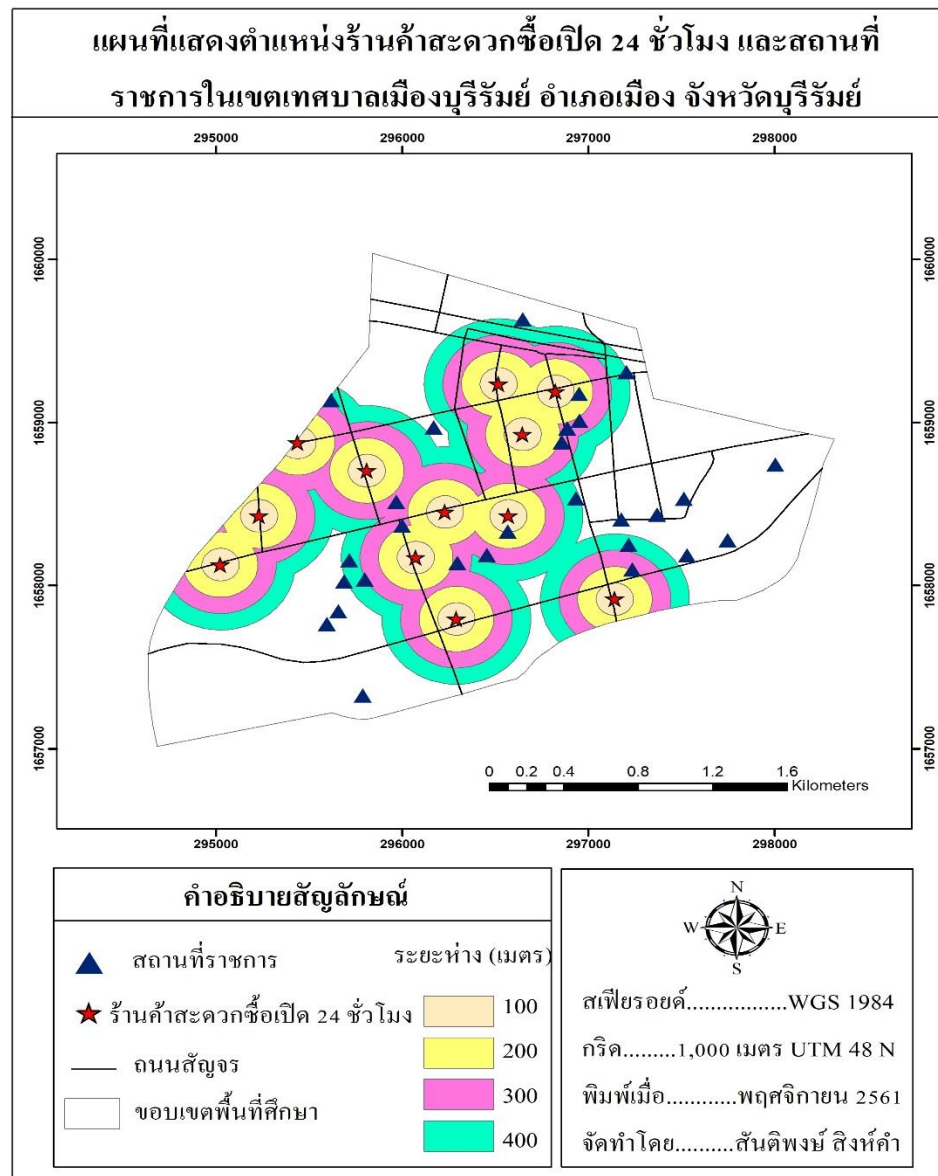 แผนที่แสดงตำแหน่งร้านค้าสะดวกซื้อเปิด 24 ชั่วโมง และสถานที่
ราชการในเขตเทศบาลเมืองบุรีรัมย์ อำเภอเมือง จังหวัดบุรีรัมย์
295000 296000 297000 298000
1660000 1660000
1659000 1659000
1658000 1658000
1657000 1657000
0 0.2 0.4 0.8 1.2 1.6
Kilometers
295000 296000 297000 298000
คำอธิบายสัญลักษณ์
สถานที่ราชการ
ร้านค้าสะดวกซื้อเปิด 24 ชั่วโมง
ถนนสัญจร
ขอบเขตพื้นที่ศึกษา
ระยะห่าง (เมตร)
100
200
300
400
N
W E
S
สเฟียรอยด์.................WGS 1984
กริด.........1,000 เมตร UTM 48 N
พิมพ์เมื่อ............พฤศจิกายน 2561
จัดทำโดย..........สันติพงษ์ สิงห์คำ